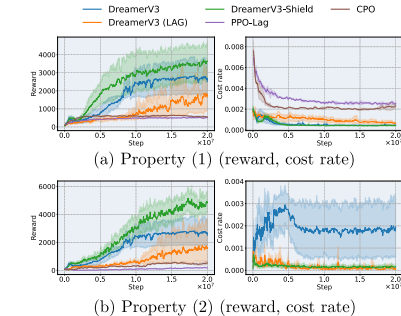 DreamerV3 DreamerV3-Shield CPO
DreamerV3 (LAG) PPO-Lag
Reward
4000
3000
2000
1000
0
0.0 0.5 1.0 1.5 2.0
Step ×10⁷
Cost rate
0.008
0.006
0.004
0.002
0.000
0.0 0.5 1.0 1.5 2.0
Step ×10⁷
(a) Property (1) (reward, cost rate)
Reward
6000
4000
2000
0
0.0 0.5 1.0 1.5 2.0
Step ×10⁷
Cost rate
0.004
0.003
0.002
0.001
0.000
0.0 0.5 1.0 1.5 2.0
Step ×10⁷
(b) Property (2) (reward, cost rate)